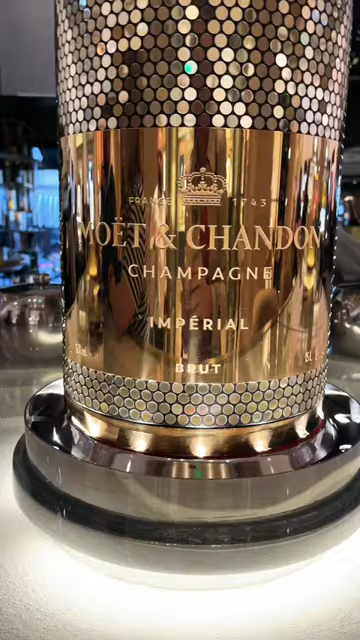 FRANCE 1743
MOËT & CHANDON
CHAMPAGNE
IMPÉRIAL
BRUT